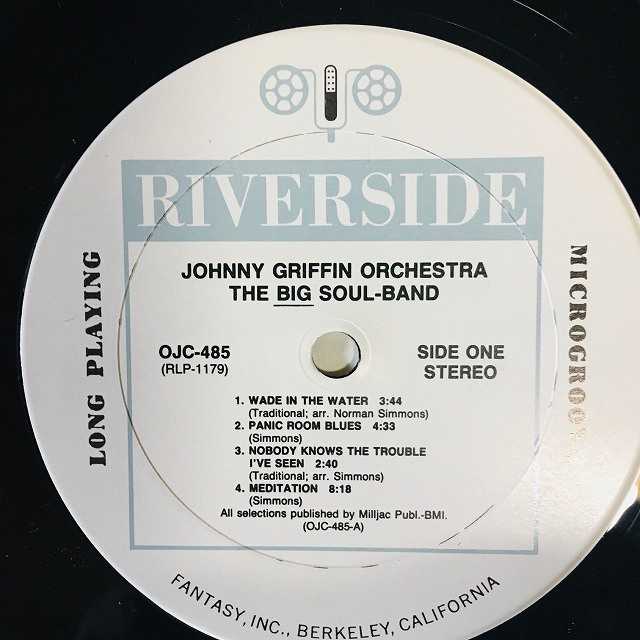 RIVERSIDE
JOHNNY GRIFFIN ORCHESTRA
THE BIG SOUL-BAND
LONG PLAYING
OJC-485
(RLP-1179)
SIDE ONE
STEREO
1. WADE IN THE WATER 3:44
(Traditional; arr. Norman Simmons)
2. PANIC ROOM BLUES 4:33
(Simmons)
3. NOBODY KNOWS THE TROUBLE
I'VE SEEN 2:40
(Traditional; arr. Simmons)
4. MEDITATION 8:18
(Simmons)
All selections published by Milljac Publ.-BMI.
(OJC-485-A)
FANTASY, INC., BERKELEY, CALIFORNIA